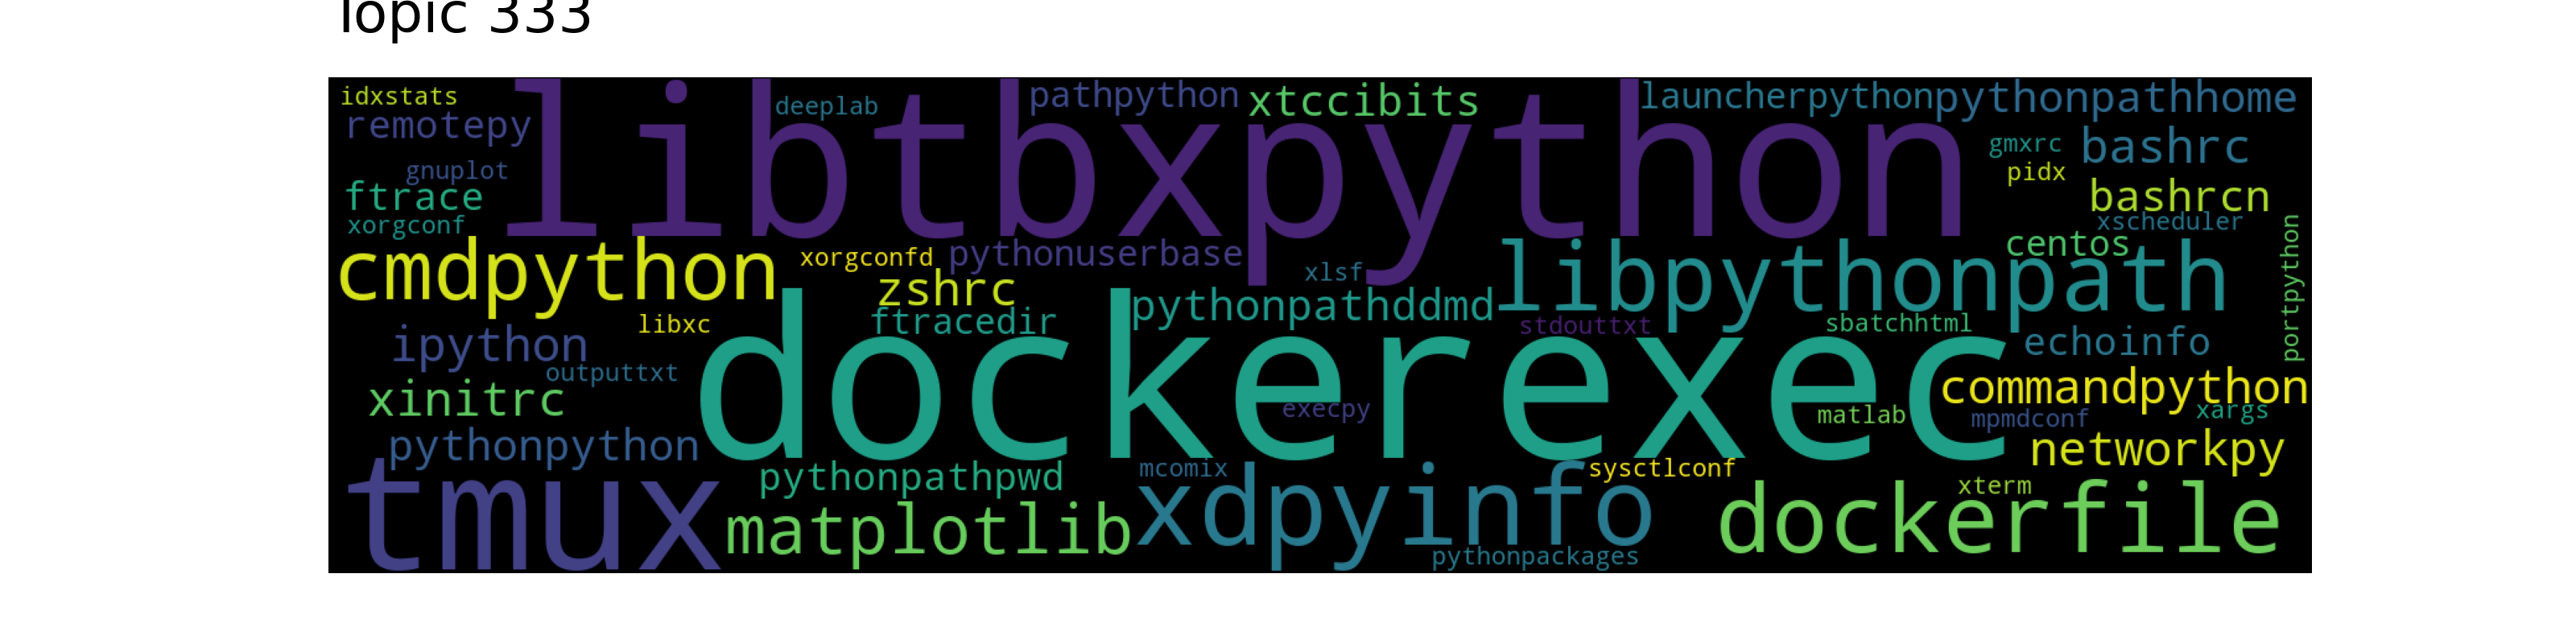 Topic 333
idxstats
deeplab
pathpython
xtccibits
launcherpython
pythonpathhome
remotepy
libtbxpython
gmxrc
bashrc
gnuplot
pidx
ftrace
bashrcn
xorgconf
xscheduler
cmdpython
xorgconfd
pythonuserbase
xlsf
libpythonpath
centos
portpython
zshrc
pythonpathddmd
libxc
ftracedir
stdouttxt
sbatchhtml
ipython
echoinfo
outputtxt
dockerexec
xinitrc
commandpython
execpy
matlab
mpmdconf
xargs
pythonpython
networkpy
tmux
pythonpathpwd
mcomix
xdpyinfo
sysctlconf
xterm
matplotlib
dockerfile
pythonpackages